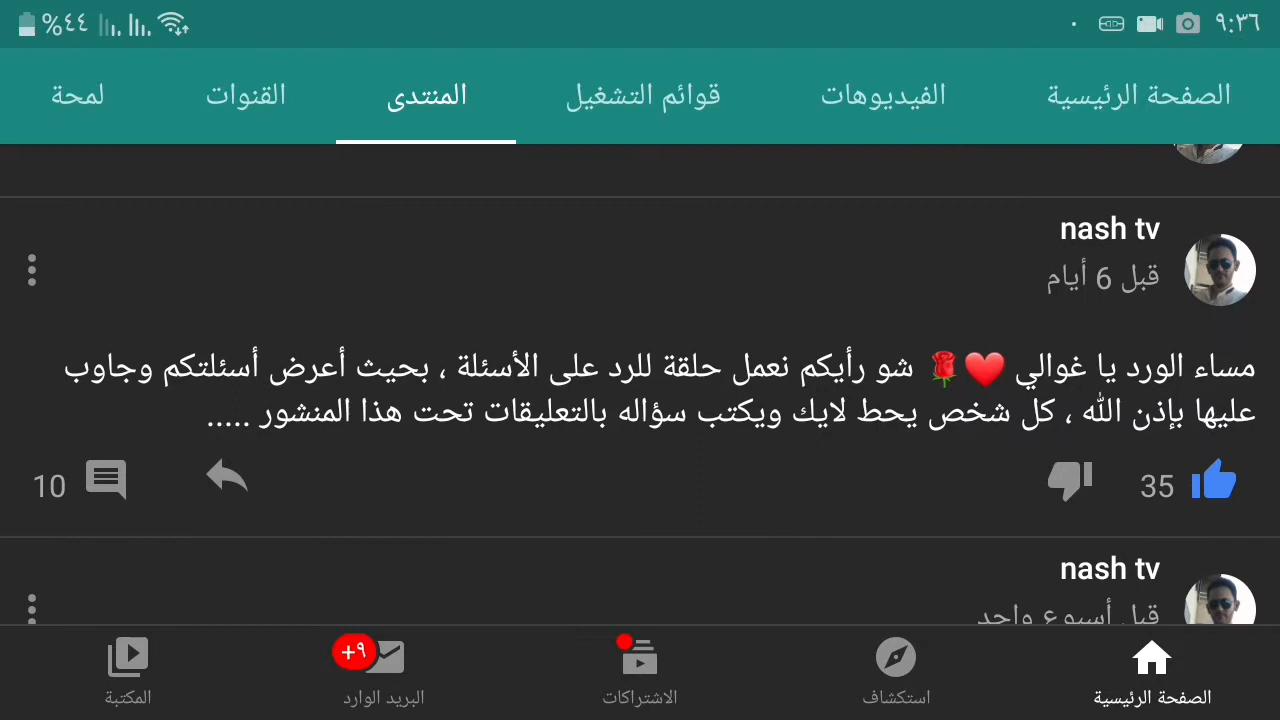 %٤٤
٩:٣٦
الصفحة الرئيسية
الفيديوهات
قوائم التشغيل
المنتدى
القنوات
لمحة
nash tv
قبل 6 أيام
مساء الورد يا غوالي ❤️🌹 شو رأيكم نعمل حلقة للرد على الأسئلة ، بحيث أعرض أسئلتكم وجاوب
عليها بإذن الله ، كل شخص يحط لايك ويكتب سؤاله بالتعليقات تحت هذا المنشور .....
35
10
nash tv
قبل أسبوع واحد
الصفحة الرئيسية
استكشاف
الاشتراكات
+٩
البريد الوارد
المكتبة